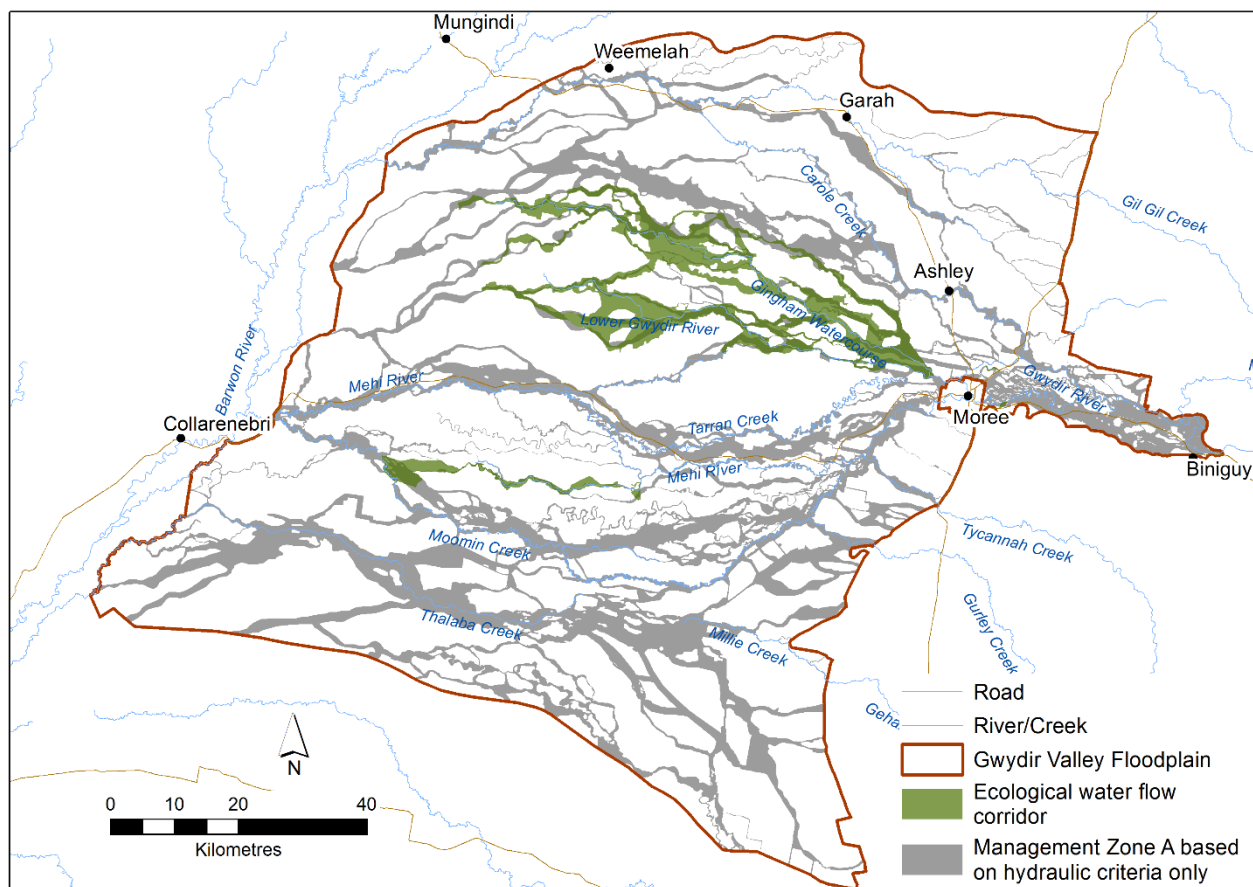 Mungindi
Weemelah
Garah
Carole Creek
Gil Gil Creek
Ashley
Gingham Watercourse
Lower Gwydir River
Barwon River
Mehi River
Gwydir River
Moree
Collarenebri
Tarran Creek
Biniguy
Mehi River
Moomin Creek
Tycannah Creek
Thalaba Creek
Millie Creek
Gurley Creek
Geha
N
0 10 20 40
Kilometres
Road
River/Creek
Gwydir Valley Floodplain
Ecological water flow
corridor
Management Zone A based
on hydraulic criteria only